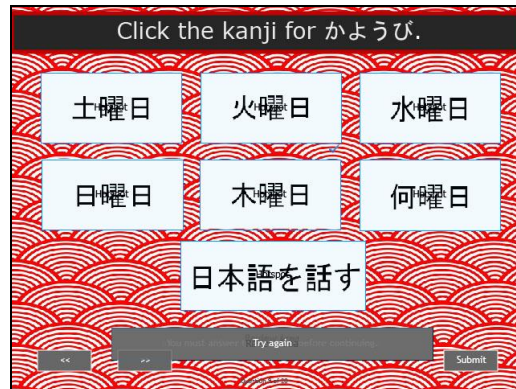 Click the kanji for かようび.
土曜日 火曜日 水曜日
日曜日 木曜日 何曜日
日本語を話す
Try again
<< >> Submit